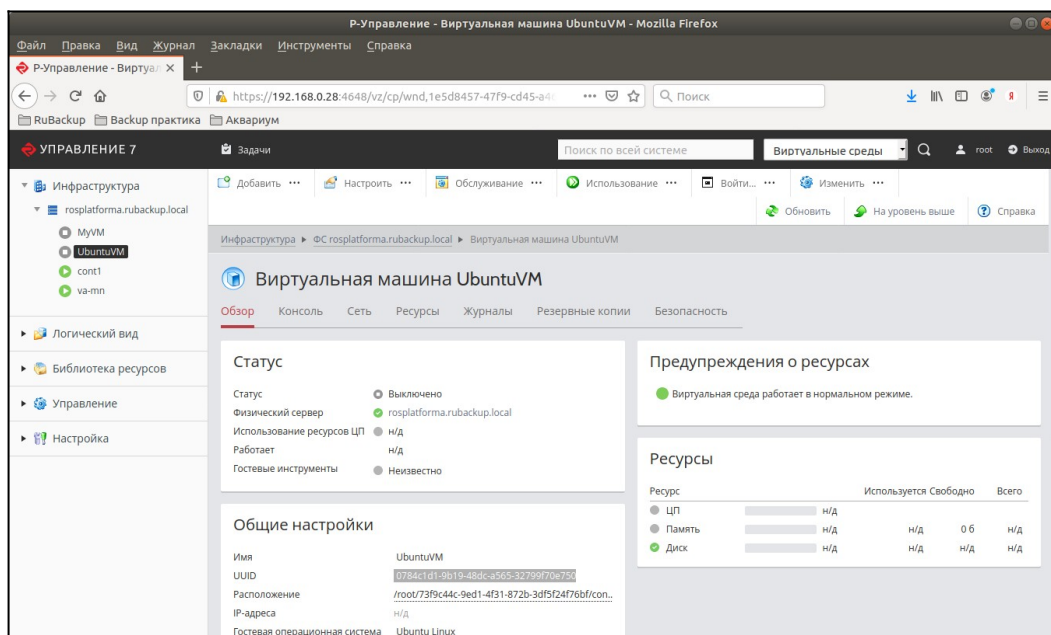 Р-Управление - Виртуальная машина UbuntuVM - Mozilla Firefox
Файл Правка Вид Журнал Закладки Инструменты Справка
Р-Управление - Виртуал
https://192.168.0.28:4648/vz/cp/wnd,1e5d8457-47f9-cd45-a4
Поиск
RuBackup Backup практика Аквариум
УПРАВЛЕНИЕ 7
Задачи
Поиск по всей системе
Виртуальные среды
root
Выход
Инфраструктура
rosplatforma.rubackup.local
MyVM
UbuntuVM
cont1
va-mn
Логический вид
Библиотека ресурсов
Управление
Настройка
Добавить ••• Настроить ••• Обслуживание ••• Использование ••• Войти... ••• Изменить •••
Обновить На уровень выше Справка
Инфраструктура ▸ ФС rosplatforma.rubackup.local ▸ Виртуальная машина UbuntuVM
Виртуальная машина UbuntuVM
Обзор Консоль Сеть Ресурсы Журналы Резервные копии Безопасность
Статус
Статус Выключено
Физический сервер rosplatforma.rubackup.local
Использование ресурсов ЦП н/д
Работает н/д
Гостевые инструменты Неизвестно
Общие настройки
Имя UbuntuVM
UUID 0784c1d1-9b19-48dc-a565-32799f70e750
Расположение /root/73f9c44c-9ed1-4f31-872b-3df5f24f76bf/con..
IP-адреса н/д
Гостевая операционная система Ubuntu Linux
Предупреждения о ресурсах
Виртуальная среда работает в нормальном режиме.
Ресурсы
Ресурс Используется Свободно Всего
ЦП н/д
Память н/д н/д 0 б н/д
Диск н/д н/д н/д н/д